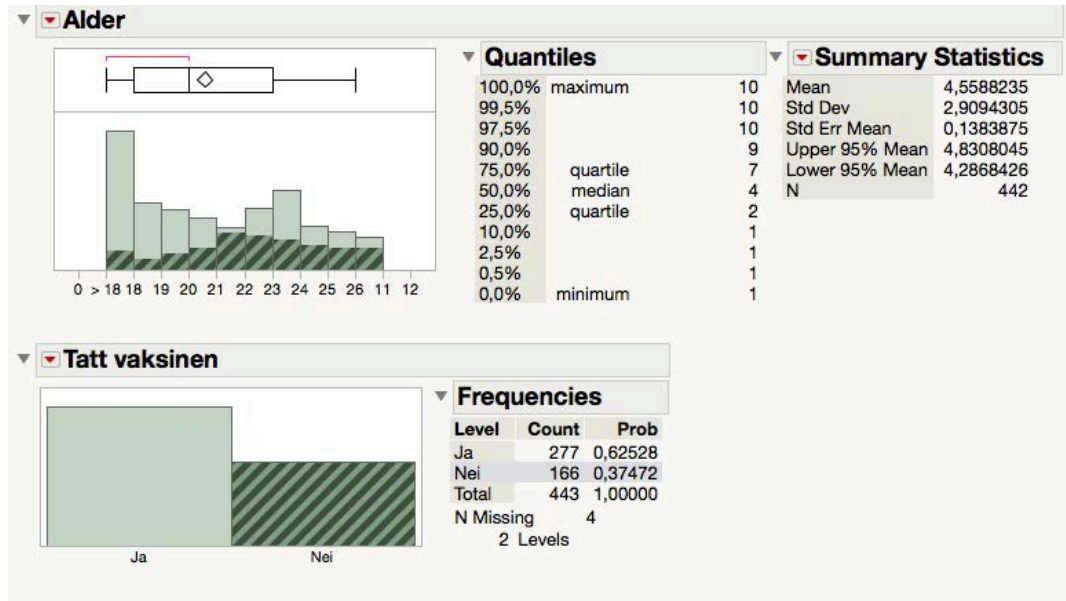 Alder
Quantiles
100,0% maximum 10
99,5% 10
97,5% 10
90,0% 9
75,0% quartile 7
50,0% median 4
25,0% quartile 2
10,0% 1
2,5% 1
0,5% 1
0,0% minimum 1
Summary Statistics
Mean 4,5588235
Std Dev 2,9094305
Std Err Mean 0,1383875
Upper 95% Mean 4,8308045
Lower 95% Mean 4,2868426
N 442
0 > 18 18 19 20 21 22 23 24 25 26 11 12
Tatt vaksinen
Ja Nei
Frequencies
Level Count Prob
Ja 277 0,62528
Nei 166 0,37472
Total 443 1,00000
N Missing 4
2 Levels